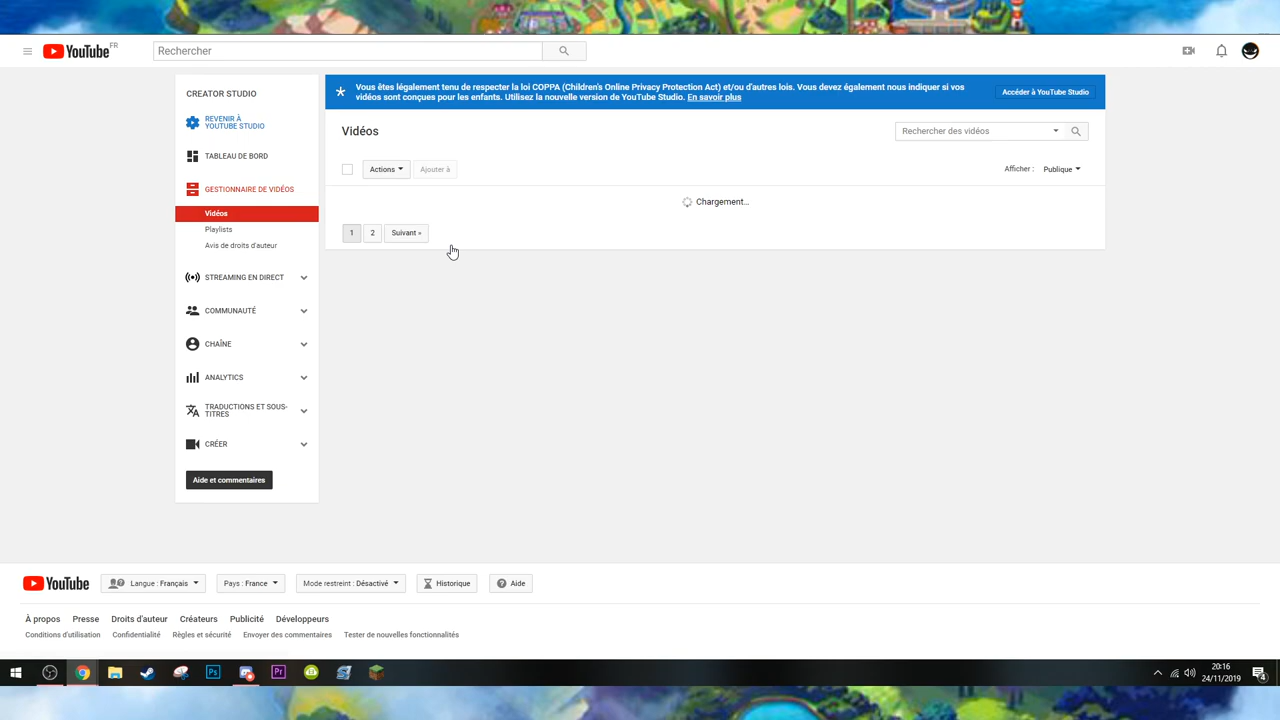 YouTube FR
Rechercher
CREATOR STUDIO
REVENIR À
YOUTUBE STUDIO
TABLEAU DE BORD
GESTIONNAIRE DE VIDÉOS
Vidéos
Playlists
Avis de droits d'auteur
STREAMING EN DIRECT
COMMUNAUTÉ
CHAÎNE
ANALYTICS
TRADUCTIONS ET SOUS-
TITRES
CRÉER
Aide et commentaires
Vous êtes légalement tenu de respecter la loi COPPA (Children's Online Privacy Protection Act) et/ou d'autres lois. Vous devez également nous indiquer si vos
vidéos sont conçues pour les enfants. Utilisez la nouvelle version de YouTube Studio. En savoir plus
Accéder à YouTube Studio
Vidéos
Rechercher des vidéos
Actions
Ajouter à
Afficher :
Publique
Chargement...
1
2
Suivant »
YouTube
Langue : Français
Pays : France
Mode restreint : Désactivé
Historique
Aide
À propos
Presse
Droits d'auteur
Créateurs
Publicité
Développeurs
Conditions d'utilisation
Confidentialité
Règles et sécurité
Envoyer des commentaires
Tester de nouvelles fonctionnalités
Ps
Pr
20:16
24/11/2019
4